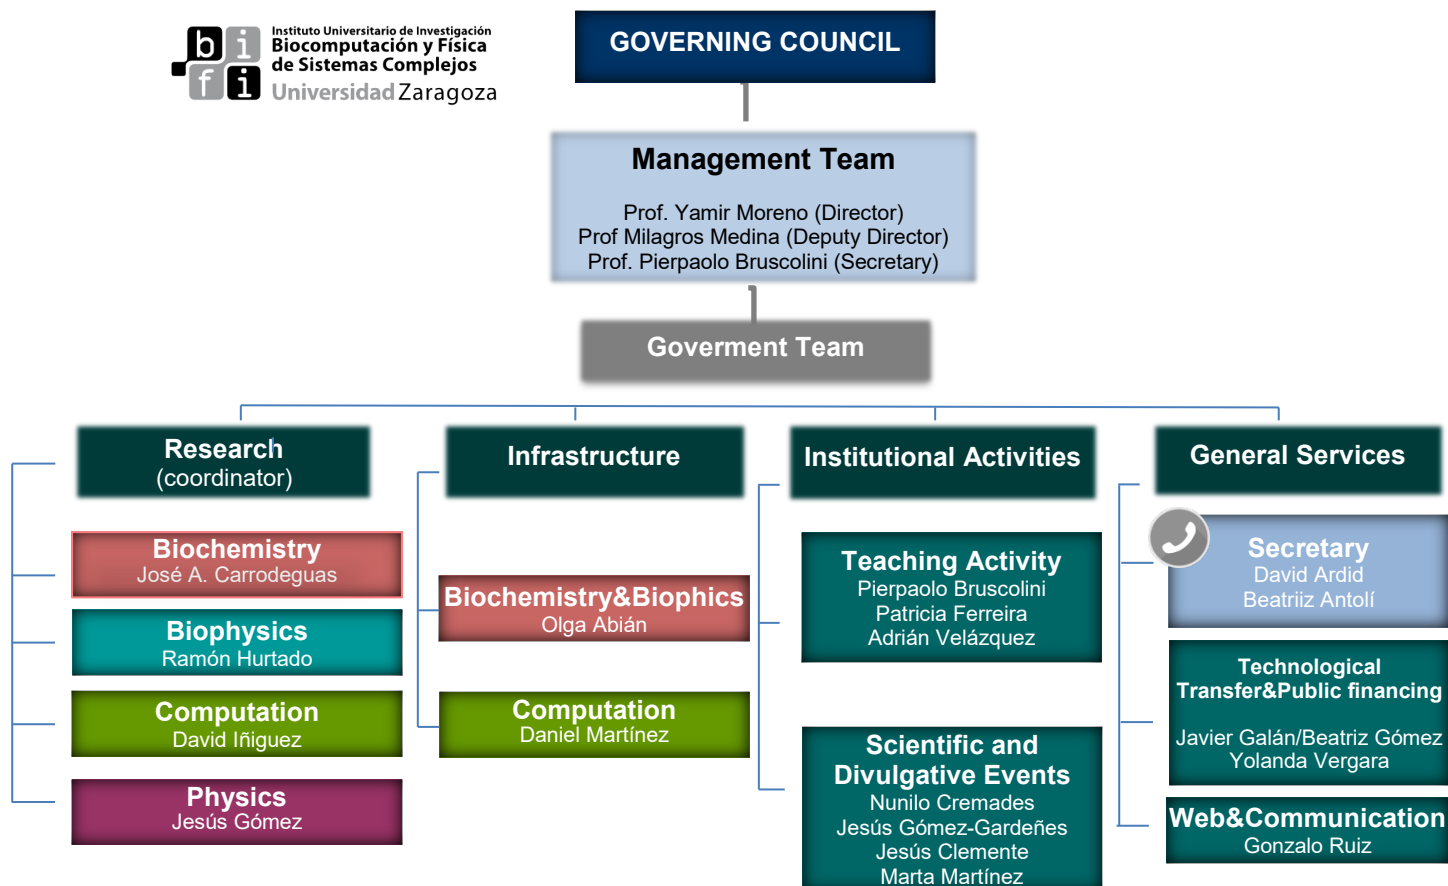 bifi
Instituto Universitario de Investigación
Biocomputación y Física
de Sistemas Complejos
Universidad Zaragoza
GOVERNING COUNCIL
Management Team
Prof. Yamir Moreno (Director)
Prof Milagros Medina (Deputy Director)
Prof. Pierpaolo Bruscolini (Secretary)
Goverment Team
Research
(coordinator)
Biochemistry
José A. Carrodeguas
Biophysics
Ramón Hurtado
Computation
David Iñiguez
Physics
Jesús Gómez
Infrastructure
Biochemistry&Biophics
Olga Abián
Computation
Daniel Martínez
Institutional Activities
Teaching Activity
Pierpaolo Bruscolini
Patricia Ferreira
Adrián Velázquez
Scientific and
Divulgative Events
Nunilo Cremades
Jesús Gómez-Gardeñes
Jesús Clemente
Marta Martínez
General Services
Secretary
David Ardid
Beatriiz Antolí
Technological
Transfer&Public financing
Javier Galán/Beatriz Gómez
Yolanda Vergara
Web&Communication
Gonzalo Ruiz